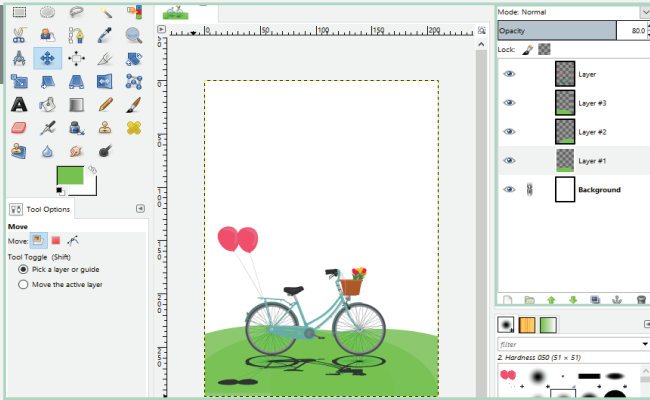 Mode: Normal
Opacity 80.0
Lock:
0 50 100 150 200
Layer
Layer #3
Layer #2
Layer #1
Background
Tool Options
Move
Move:
Tool Toggle (Shift)
Pick a layer or guide
Move the active layer
filter
2. Hardness 050 (51 × 51)